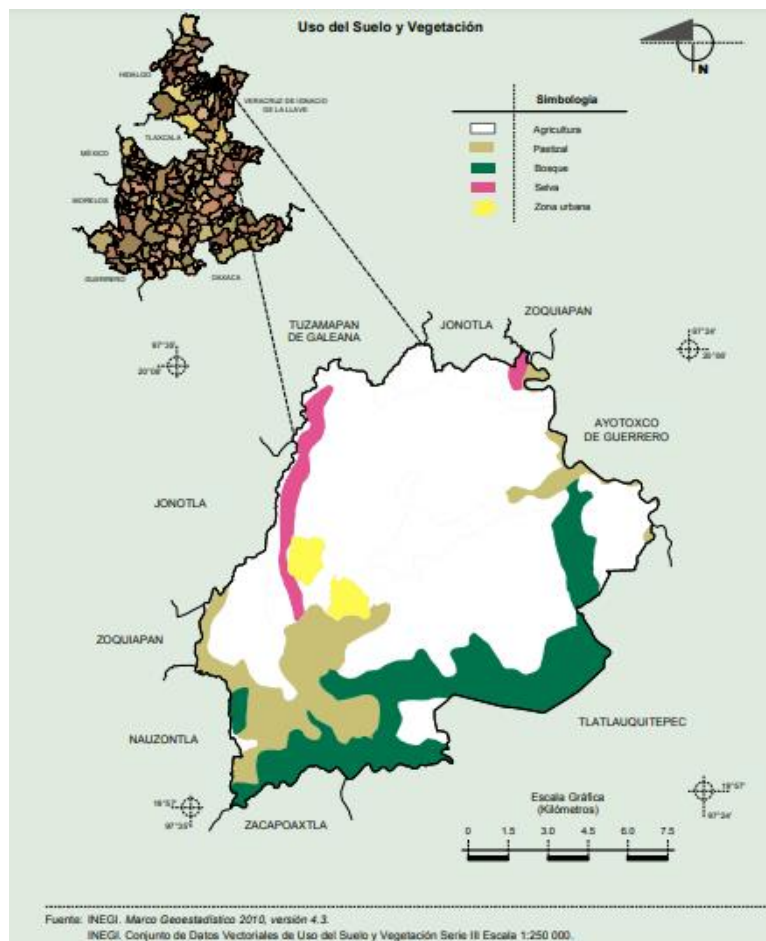 Uso del Suelo y Vegetación
N
HIDALGO
VERACRUZ DE IGNACIO
DE LA LLAVE
TLAXCALA
MÉXICO
MORELOS
GUERRERO
OAXACA
Simbología
Agricultura
Pastizal
Bosque
Selva
Zona urbana
TUZAMAPAN
DE GALEANA
JONOTLA
ZOQUIAPAN
97°35'
20°08'
97°24'
20°08'
AYOTOXCO
DE GUERRERO
JONOTLA
ZOQUIAPAN
NAUZONTLA
TLATLAUQUITEPEC
19°57'
97°35'
ZACAPOAXTLA
19°57'
97°24'
Escala Gráfica
(Kilómetros)
0 1.5 3.0 4.5 6.0 7.5
Fuente: INEGI. Marco Geoestadístico 2010, versión 4.3.
INEGI. Conjunto de Datos Vectoriales de Uso del Suelo y Vegetación Serie III Escala 1:250 000.